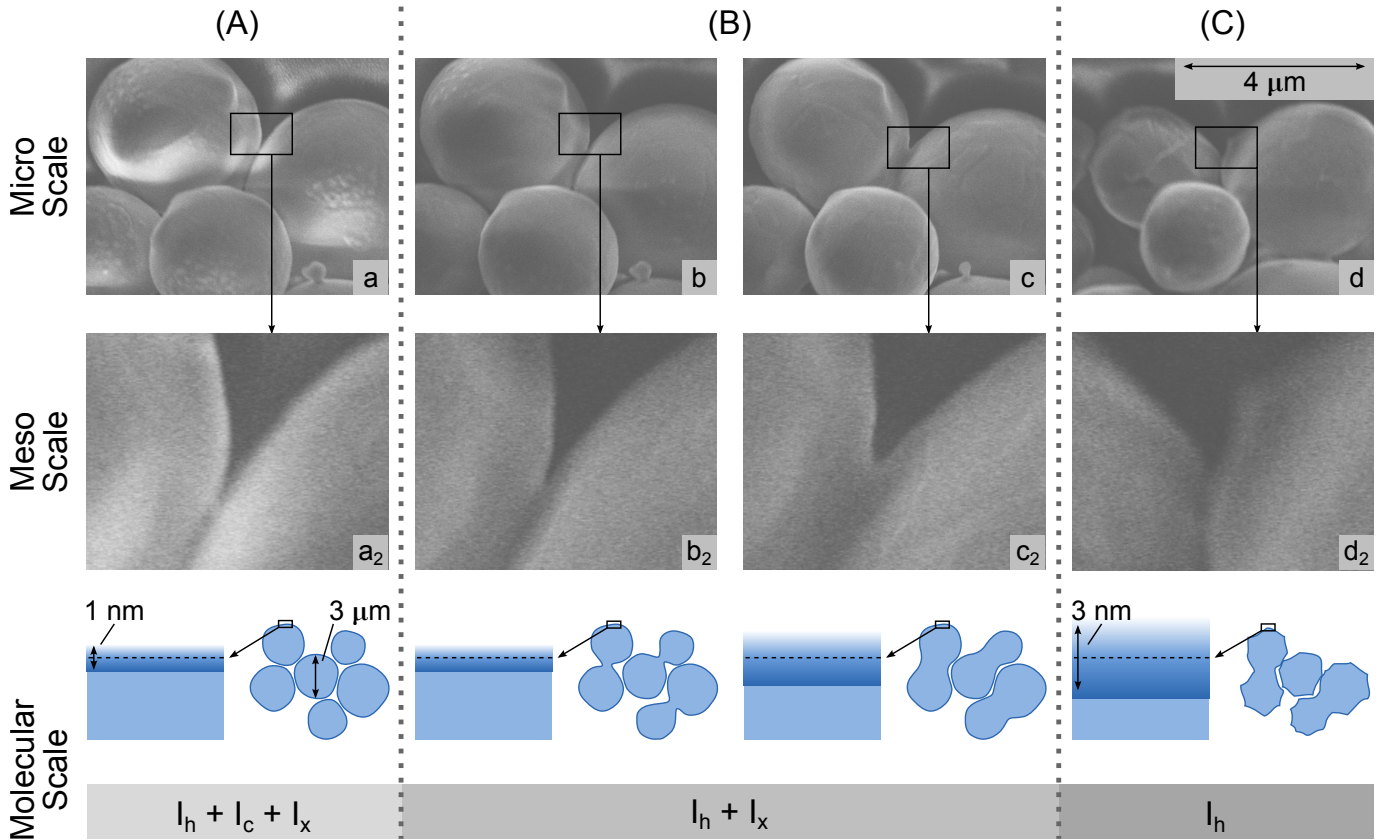 (A)
(B)
(C)
Micro
Scale
a
b
c
4 μm
d
Meso
Scale
a₂
b₂
c₂
d₂
Molecular
Scale
1 nm
3 μm
3 nm
Iₕ + I꜀ + Iₓ
Iₕ + Iₓ
Iₕ